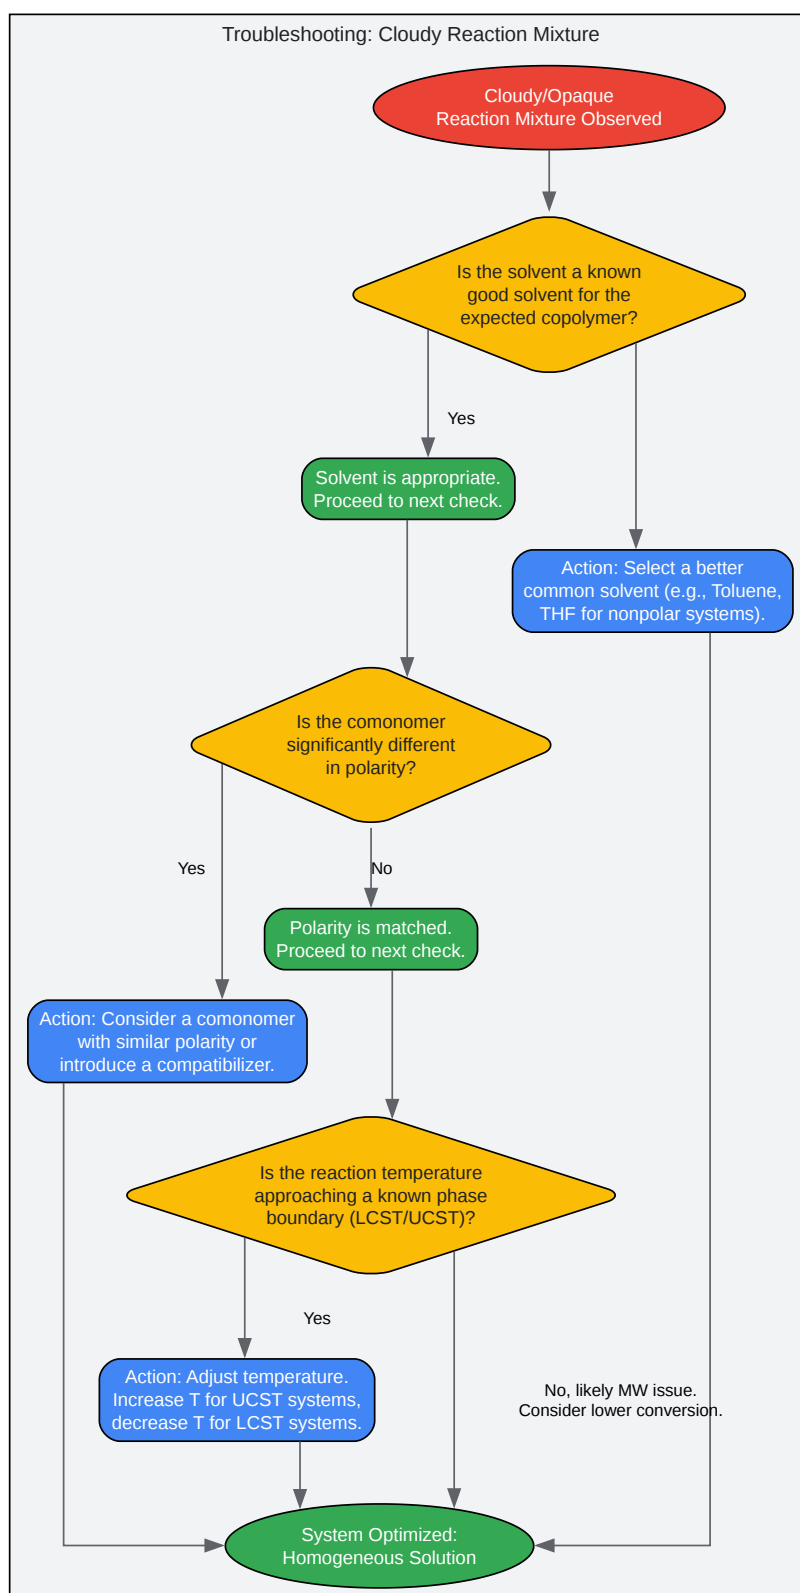 Troubleshooting: Cloudy Reaction Mixture
Cloudy/Opaque
Reaction Mixture Observed
Is the solvent a known
good solvent for the
expected copolymer?
Yes
Solvent is appropriate.
Proceed to next check.
Action: Select a better
common solvent (e.g., Toluene,
THF for nonpolar systems).
Is the comonomer
significantly different
in polarity?
Yes
No
Polarity is matched.
Proceed to next check.
Action: Consider a comonomer
with similar polarity or
introduce a compatibilizer.
Is the reaction temperature
approaching a known phase
boundary (LCST/UCST)?
Yes
Action: Adjust temperature.
Increase T for UCST systems,
decrease T for LCST systems.
No, likely MW issue.
Consider lower conversion.
System Optimized:
Homogeneous Solution